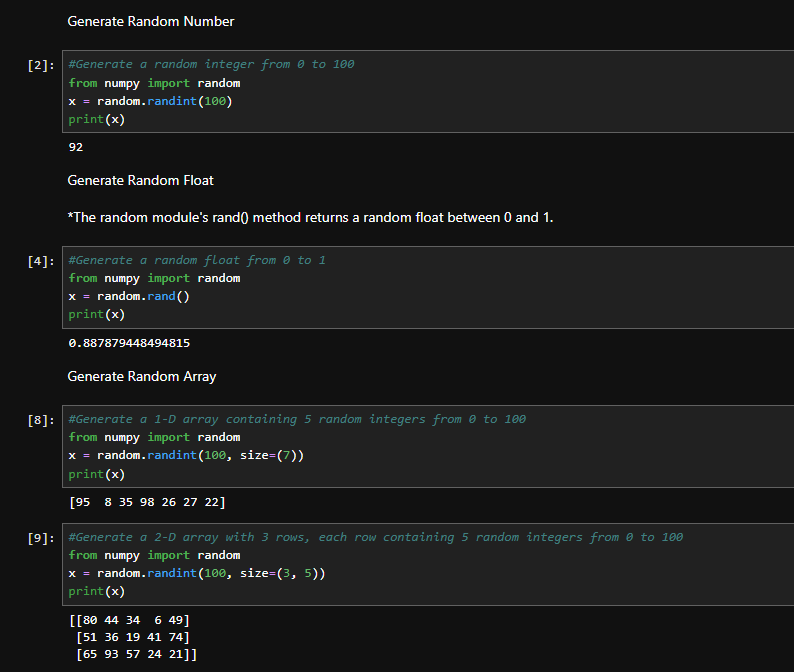 Generate Random Number
[2]: #Generate a random integer from 0 to 100
from numpy import random
x = random.randint(100)
print(x)
92
Generate Random Float
*The random module's rand() method returns a random float between 0 and 1.
[4]: #Generate a random float from 0 to 1
from numpy import random
x = random.rand()
print(x)
0.887879448494815
Generate Random Array
[8]: #Generate a 1-D array containing 5 random integers from 0 to 100
from numpy import random
x = random.randint(100, size=(7))
print(x)
[95  8 35 98 26 27 22]
[9]: #Generate a 2-D array with 3 rows, each row containing 5 random integers from 0 to 100
from numpy import random
x = random.randint(100, size=(3, 5))
print(x)
[[80 44 34  6 49]
 [51 36 19 41 74]
 [65 93 57 24 21]]